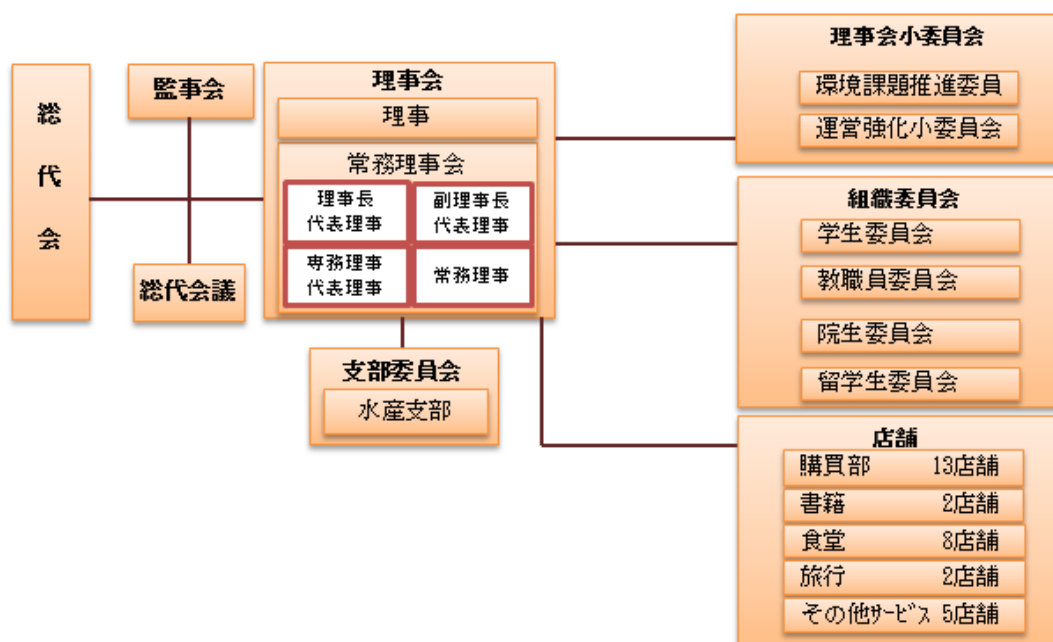 総
代
会
監事会
総代会議
理事会
理事
常務理事会
理事長
代表理事
副理事長
代表理事
専務理事
代表理事
常務理事
支部委員会
水産支部
理事会小委員会
環境課題推進委員
運営強化小委員会
組織委員会
学生委員会
教職員委員会
院生委員会
留学生委員会
店舗
購買部 13店舗
書籍 2店舗
食堂 8店舗
旅行 2店舗
その他ｻｰﾋﾞｽ 5店舗